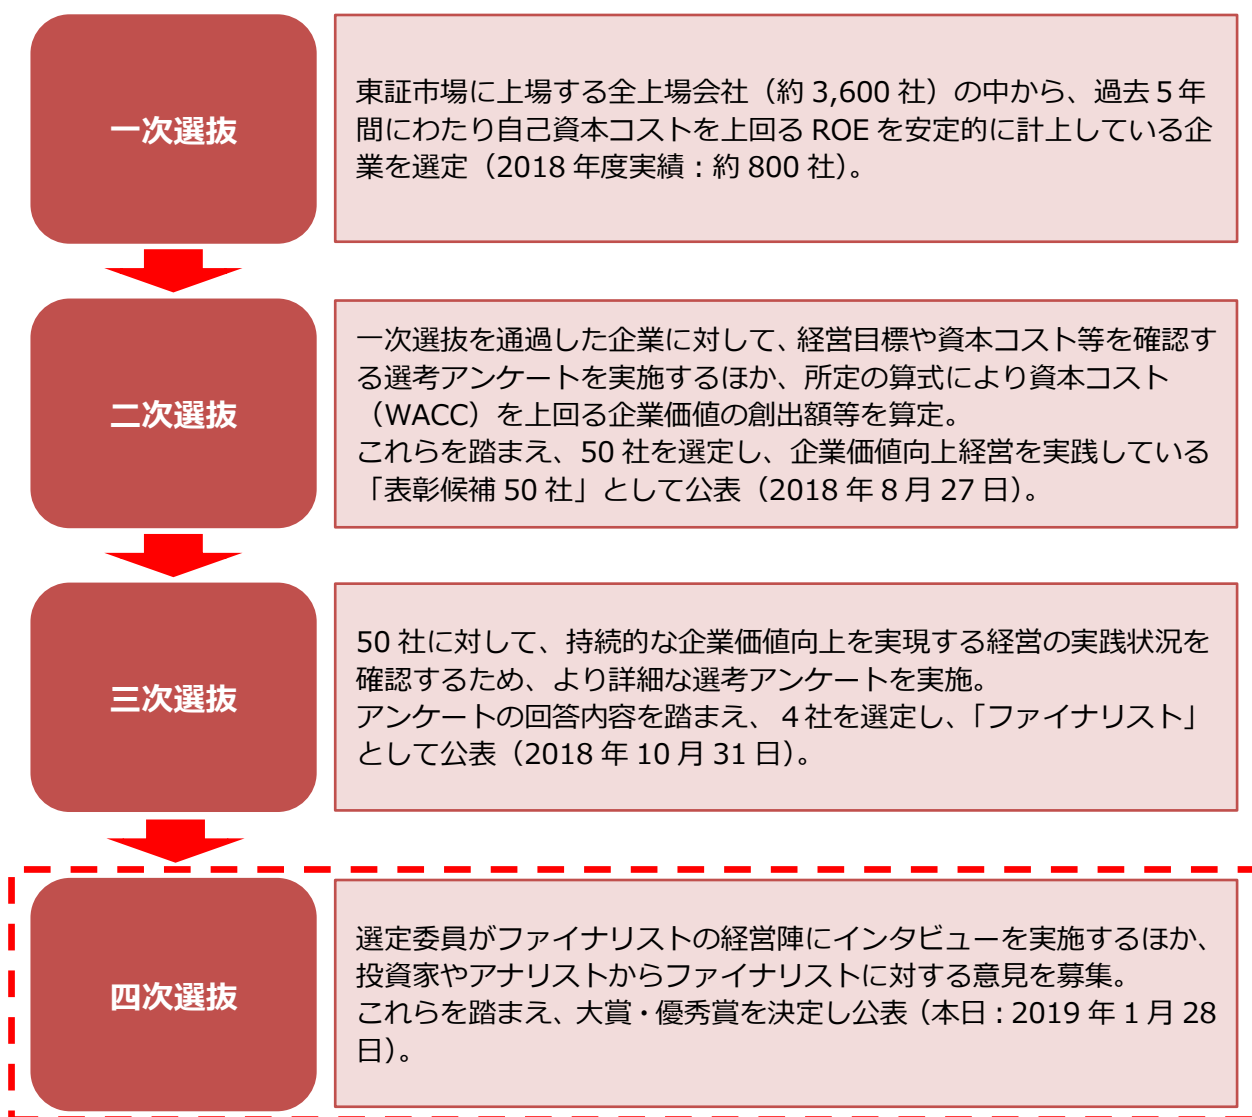 一次選抜
東証市場に上場する全上場会社（約 3,600 社）の中から、過去５年
間にわたり自己資本コストを上回る ROE を安定的に計上している企
業を選定（2018 年度実績：約 800 社）。
二次選抜
一次選抜を通過した企業に対して、経営目標や資本コスト等を確認す
る選考アンケートを実施するほか、所定の算式により資本コスト
（WACC）を上回る企業価値の創出額等を算定。
これらを踏まえ、50 社を選定し、企業価値向上経営を実践している
「表彰候補 50 社」として公表（2018 年 8 月 27 日）。
三次選抜
50 社に対して、持続的な企業価値向上を実現する経営の実践状況を
確認するため、より詳細な選考アンケートを実施。
アンケートの回答内容を踏まえ、４社を選定し、「ファイナリスト」
として公表（2018 年 10 月 31 日）。
四次選抜
選定委員がファイナリストの経営陣にインタビューを実施するほか、
投資家やアナリストからファイナリストに対する意見を募集。
これらを踏まえ、大賞・優秀賞を決定し公表（本日：2019 年 1 月 28
日）。